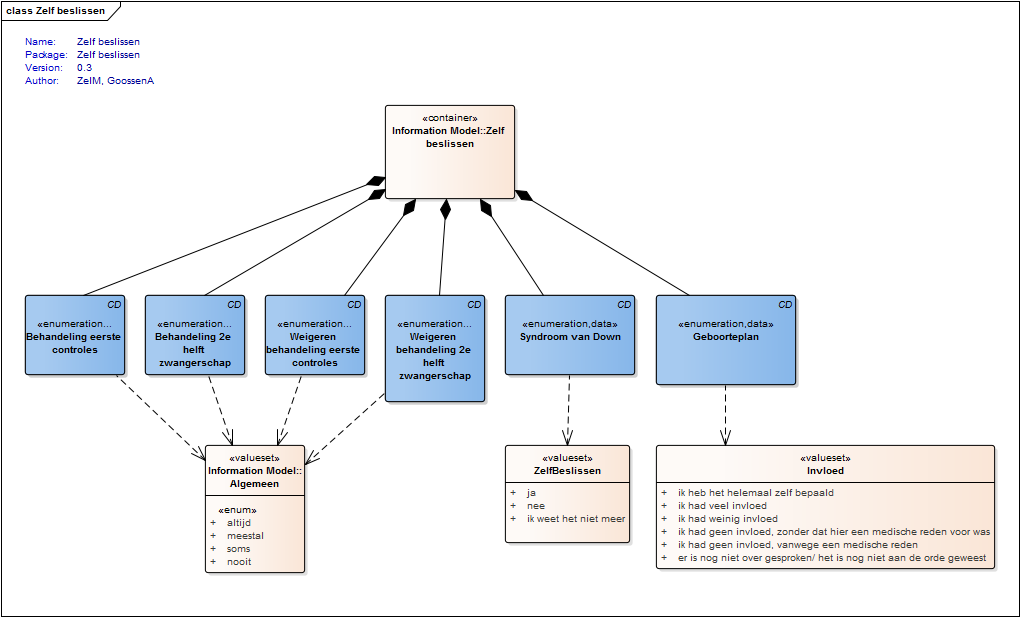 class Zelf beslissen
Name: Zelf beslissen
Package: Zelf beslissen
Version: 0.3
Author: ZelM, GoossenA
«container»
Information Model::Zelf
beslissen
CD
«enumeration...
Behandeling eerste
controles
CD
«enumeration...
Behandeling 2e
helft
zwangerschap
CD
«enumeration...
Weigeren
behandeling eerste
controles
CD
«enumeration...
Weigeren
behandeling 2e
helft
zwangerschap
CD
«enumeration,data»
Syndroom van Down
CD
«enumeration,data»
Geboorteplan
«valueset»
Information Model::
Algemeen
«enum»
+ altijd
+ meestal
+ soms
+ nooit
«valueset»
ZelfBeslissen
+ ja
+ nee
+ ik weet het niet meer
«valueset»
Invloed
+ ik heb het helemaal zelf bepaald
+ ik had veel invloed
+ ik had weinig invloed
+ ik had geen invloed, zonder dat hier een medische reden voor was
+ ik had geen invloed, vanwege een medische reden
+ er is nog niet over gesproken/ het is nog niet aan de orde geweest